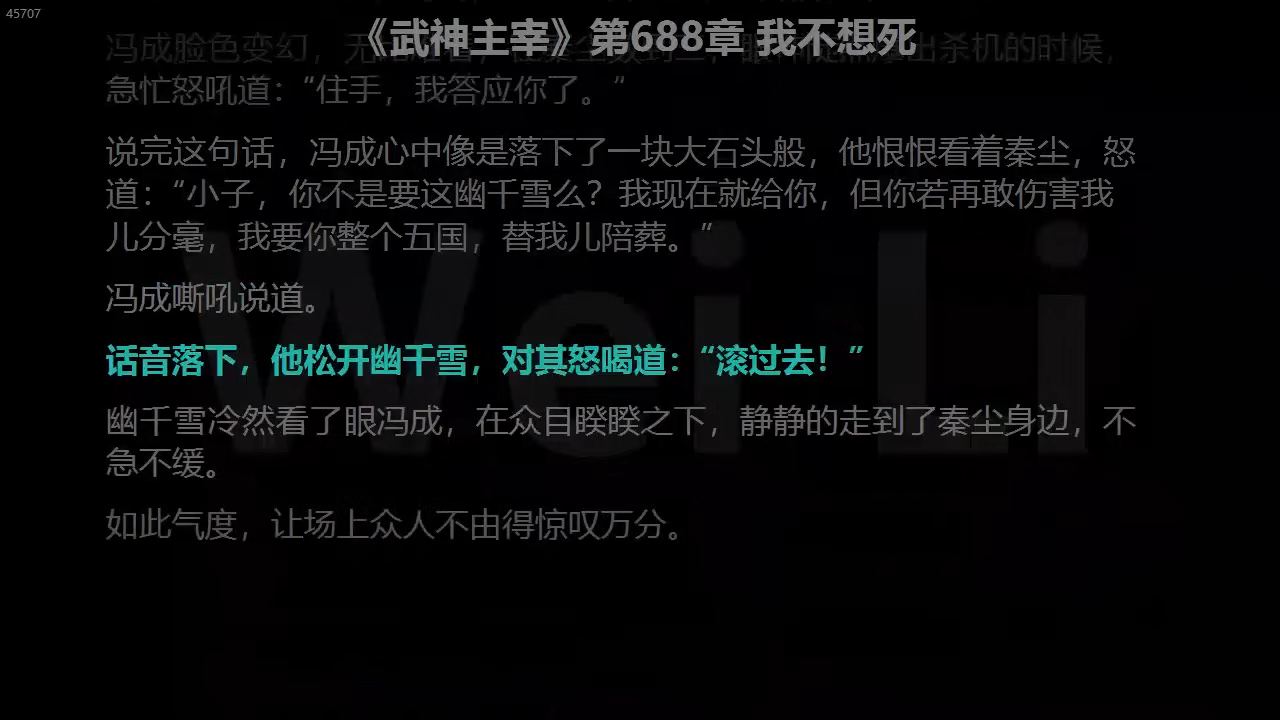 45707
《武神主宰》第688章 我不想死
冯成脸色变幻，无
出杀机的时候，
急忙怒吼道：“住手，我答应你了。“
说完这句话，冯成心中像是落下了一块大石头般，他恨恨看着秦尘，怒
道：“小子，你不是要这幽千雪么？我现在就给你，但你若再敢伤害我
儿分毫，我要你整个五国，替我儿陪葬。”
冯成嘶吼说道。
话音落下，他松开幽千雪，对其怒喝道：“滚过去！”
幽千雪冷然看了眼冯成，在众目睽睽之下，静静的走到了秦尘身边，不
急不缓。
如此气度，让场上众人不由得惊叹万分。
Wei Li